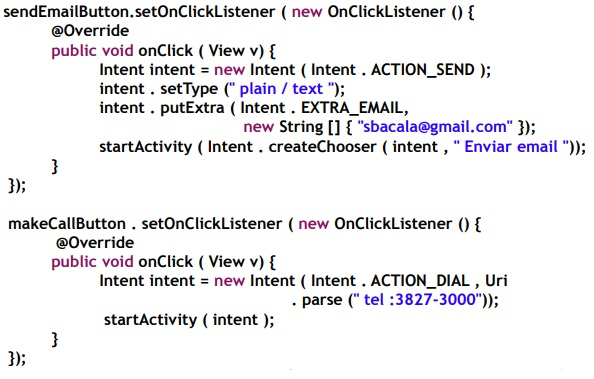 sendEmailButton.setOnClickListener ( new OnClickListener () {
@Override
public void onClick ( View v) {
Intent intent = new Intent ( Intent . ACTION_SEND );
intent . setType (" plain / text ");
intent . putExtra ( Intent . EXTRA_EMAIL,
new String [] { "sbacala@gmail.com" });
startActivity ( Intent . createChooser ( intent , " Enviar email "));
}
});
makeCallButton . setOnClickListener ( new OnClickListener () {
@Override
public void onClick ( View v) {
Intent intent = new Intent ( Intent . ACTION_DIAL , Uri
. parse (" tel :3827-3000"));
startActivity ( intent );
}
});